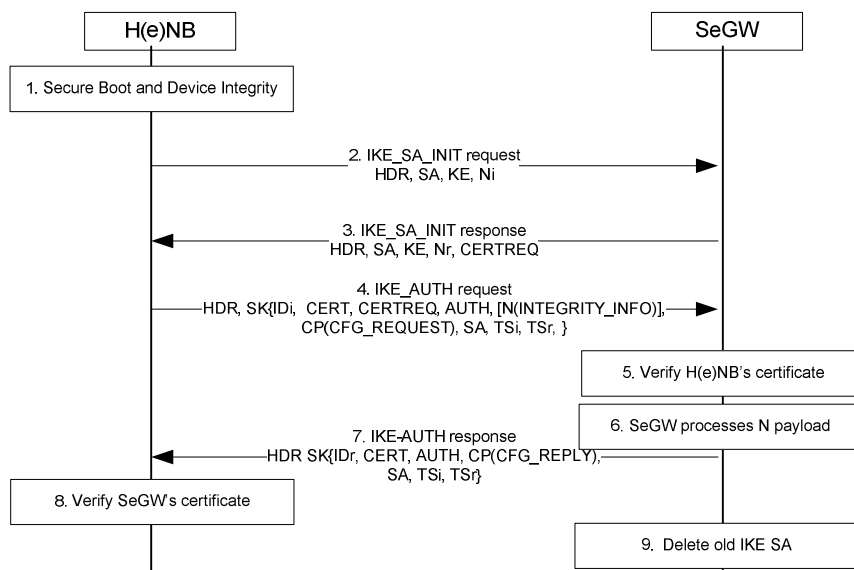 H(e)NB
SeGW
1. Secure Boot and Device Integrity
2. IKE_SA_INIT request
HDR, SA, KE, Ni
3. IKE_SA_INIT response
HDR, SA, KE, Nr, CERTREQ
4. IKE_AUTH request
HDR, SK{IDi, CERT, CERTREQ, AUTH, [N(INTEGRITY_INFO)],
CP(CFG_REQUEST), SA, TSi, TSr, }
5. Verify H(e)NB's certificate
6. SeGW processes N payload
7. IKE-AUTH response
HDR SK{IDr, CERT, AUTH, CP(CFG_REPLY),
SA, TSi, TSr}
8. Verify SeGW's certificate
9. Delete old IKE SA